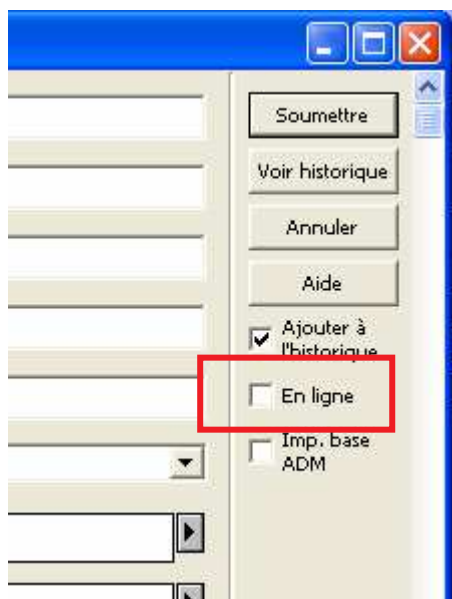 Soumettre
Voir historique
Annuler
Aide
Ajouter à
l'historique
En ligne
Imp. base
ADM